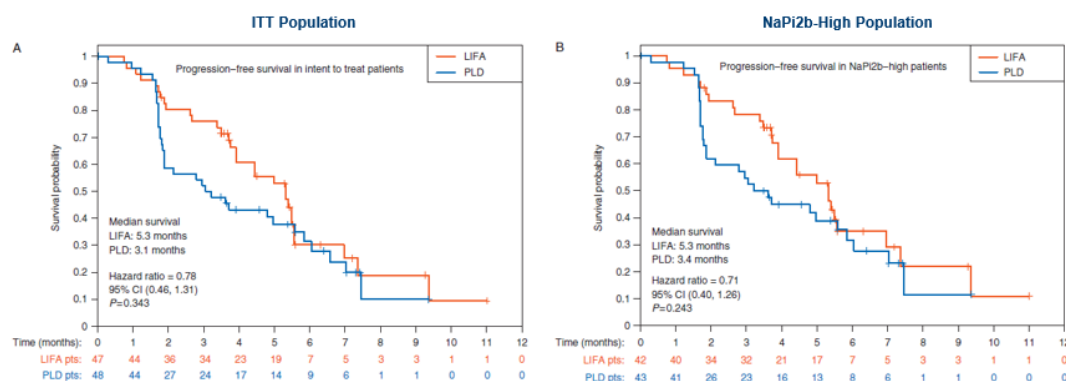 ITT Population
NaPi2b-High Population
A
LIFA
PLD
Progression–free survival in intent to treat patients
1
0.9
0.8
0.7
0.6
0.5
0.4
0.3
0.2
0.1
Survival probability
Median survival
LIFA: 5.3 months
PLD: 3.1 months
Hazard ratio = 0.78
95% CI (0.46, 1.31)
P=0.343
Time (months): 0 1 2 3 4 5 6 7 8 9 10 11 12
LIFA pts: 47 44 36 34 23 19 7 5 3 3 1 1 0
PLD pts: 48 44 27 24 17 14 9 6 1 1 0 0 0
B
LIFA
PLD
Progression–free survival in NaPi2b–high patients
1
0.9
0.8
0.7
0.6
0.5
0.4
0.3
0.2
0.1
Survival probability
Median survival
LIFA: 5.3 months
PLD: 3.4 months
Hazard ratio = 0.71
95% CI (0.40, 1.26)
P=0.243
Time (months): 0 1 2 3 4 5 6 7 8 9 10 11 12
LIFA pts: 42 40 34 32 21 17 7 5 3 3 1 1 0
PLD pts: 43 41 26 23 16 13 8 6 1 1 0 0 0